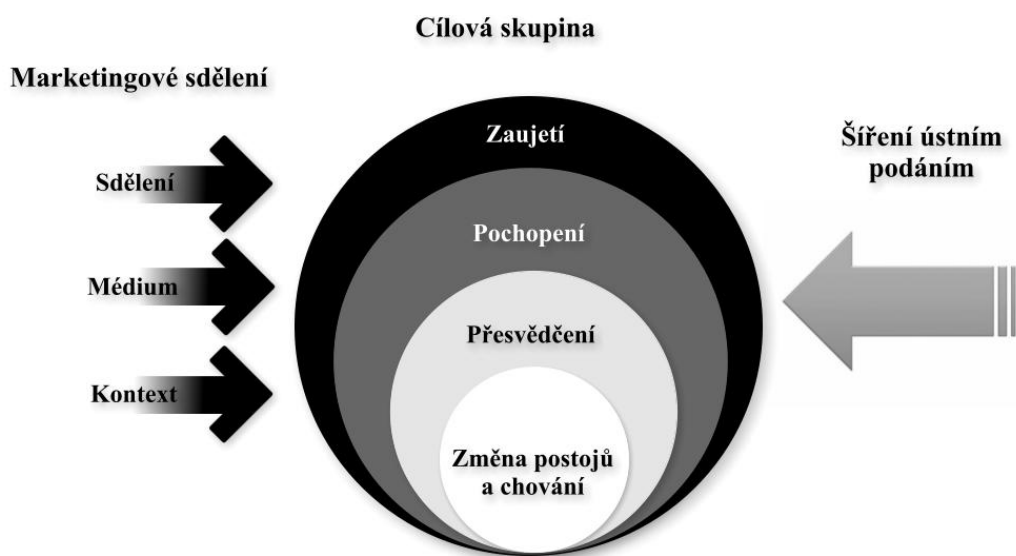 Cílová skupina
Marketingové sdělení
Zaujetí
Šíření ústním
podáním
Sdělení
Pochopení
Médium
Přesvědčení
Kontext
Změna postojů
a chování